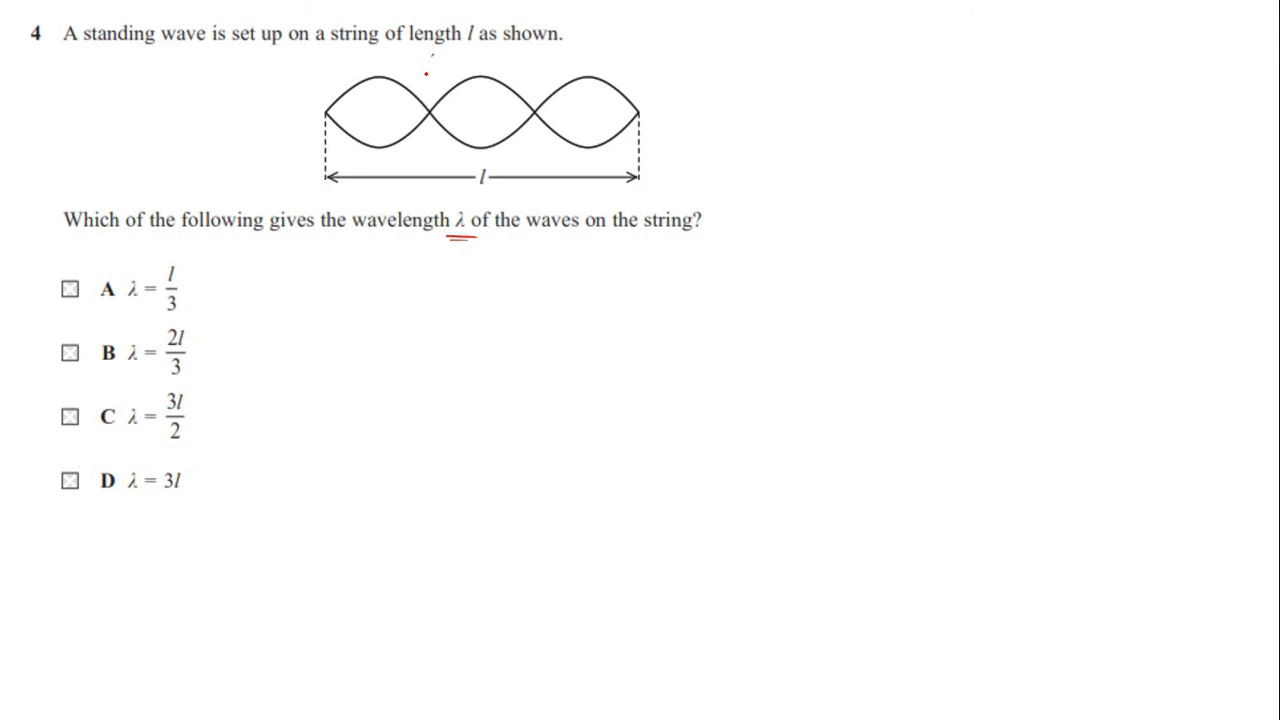 4 A standing wave is set up on a string of length l as shown.
l
Which of the following gives the wavelength λ of the waves on the string?
A λ = l/3
B λ = 2l/3
C λ = 3l/2
D λ = 3l